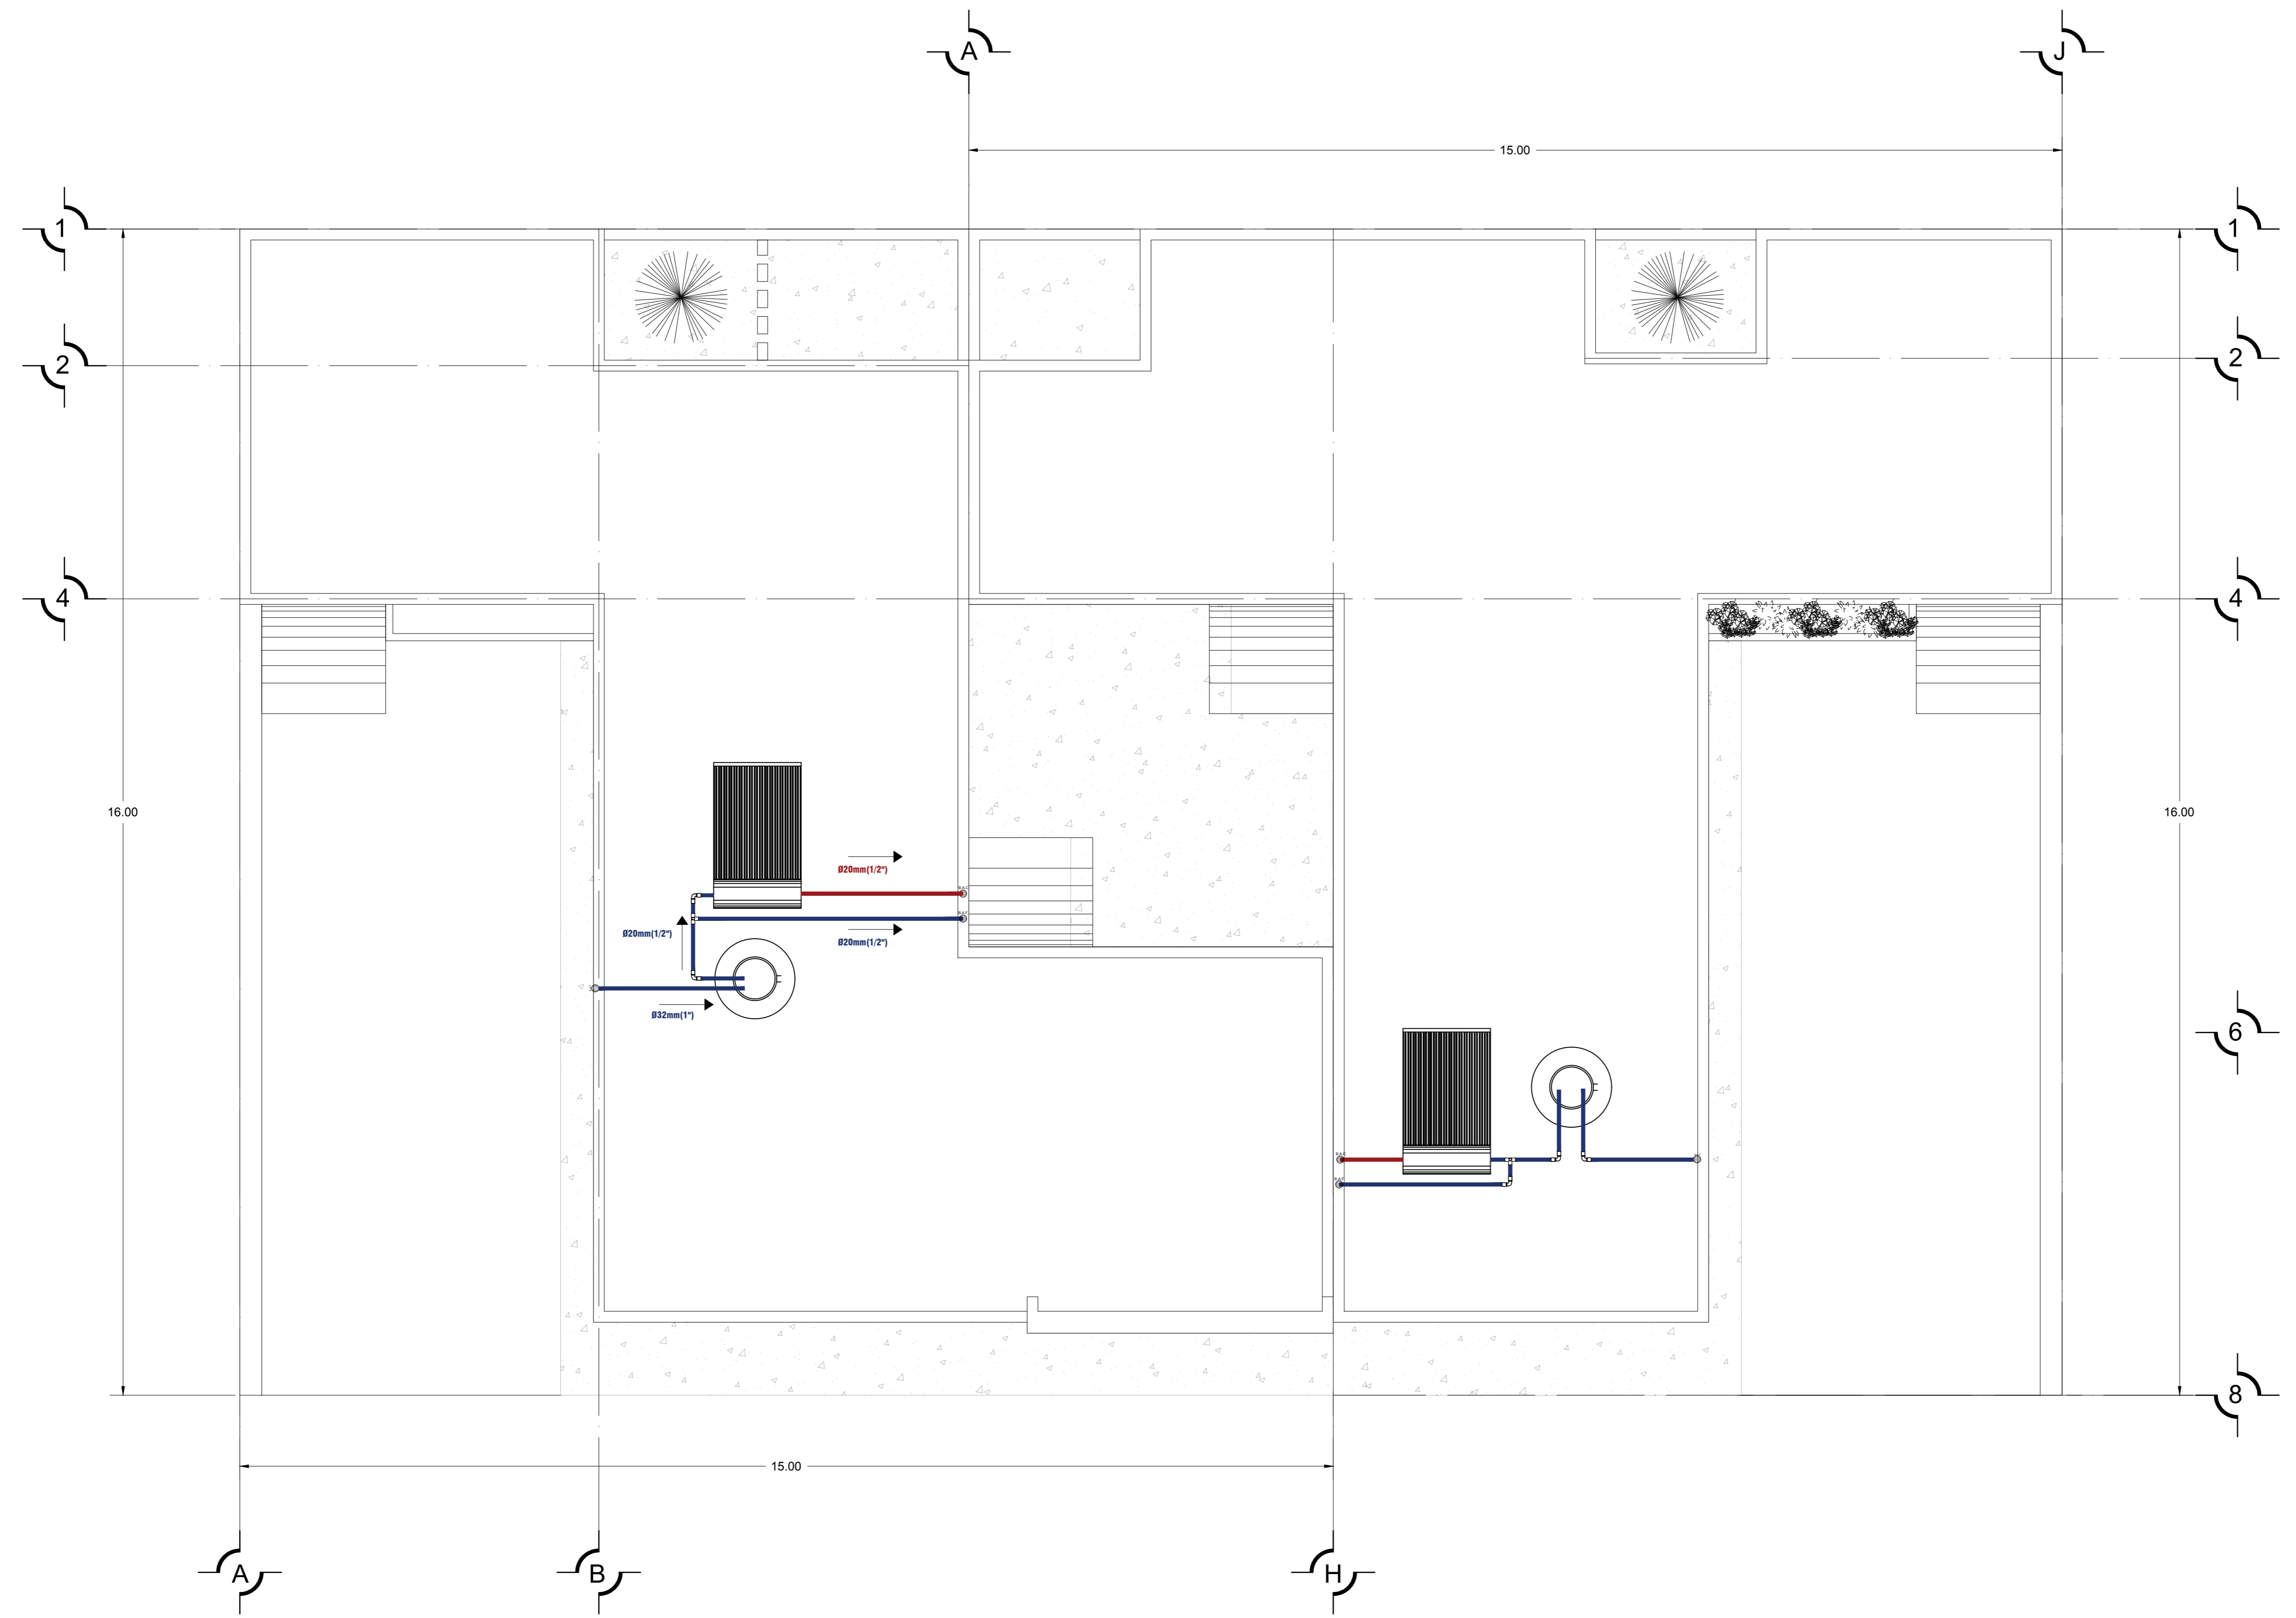 A
J
15.00
1
1
2
2
4
4
16.00
16.00
Ø20mm(1/2")
B.A.C
B.A.F
Ø20mm(1/2")
Ø20mm(1/2")
Ø32mm(1")
6
B.A.C
B.A.F
8
15.00
A
B
H